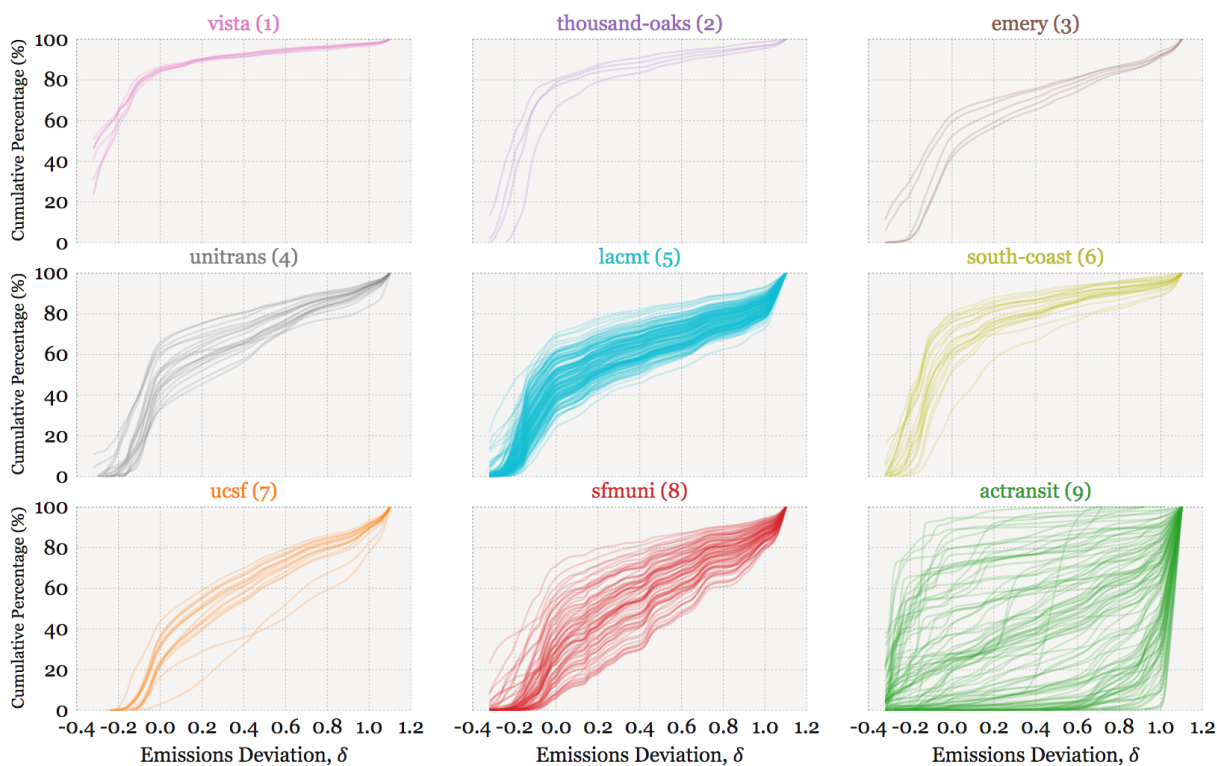 vista (1)
thousand-oaks (2)
emery (3)
Cumulative Percentage (%)
100
80
60
40
20
0
unitrans (4)
lacmt (5)
south-coast (6)
Cumulative Percentage (%)
100
80
60
40
20
0
ucsf (7)
sfmuni (8)
actransit (9)
Cumulative Percentage (%)
100
80
60
40
20
0
-0.4 -0.2 0.0 0.2 0.4 0.6 0.8 1.0 1.2
-0.4 -0.2 0.0 0.2 0.4 0.6 0.8 1.0 1.2
-0.4 -0.2 0.0 0.2 0.4 0.6 0.8 1.0 1.2
Emissions Deviation, δ
Emissions Deviation, δ
Emissions Deviation, δ